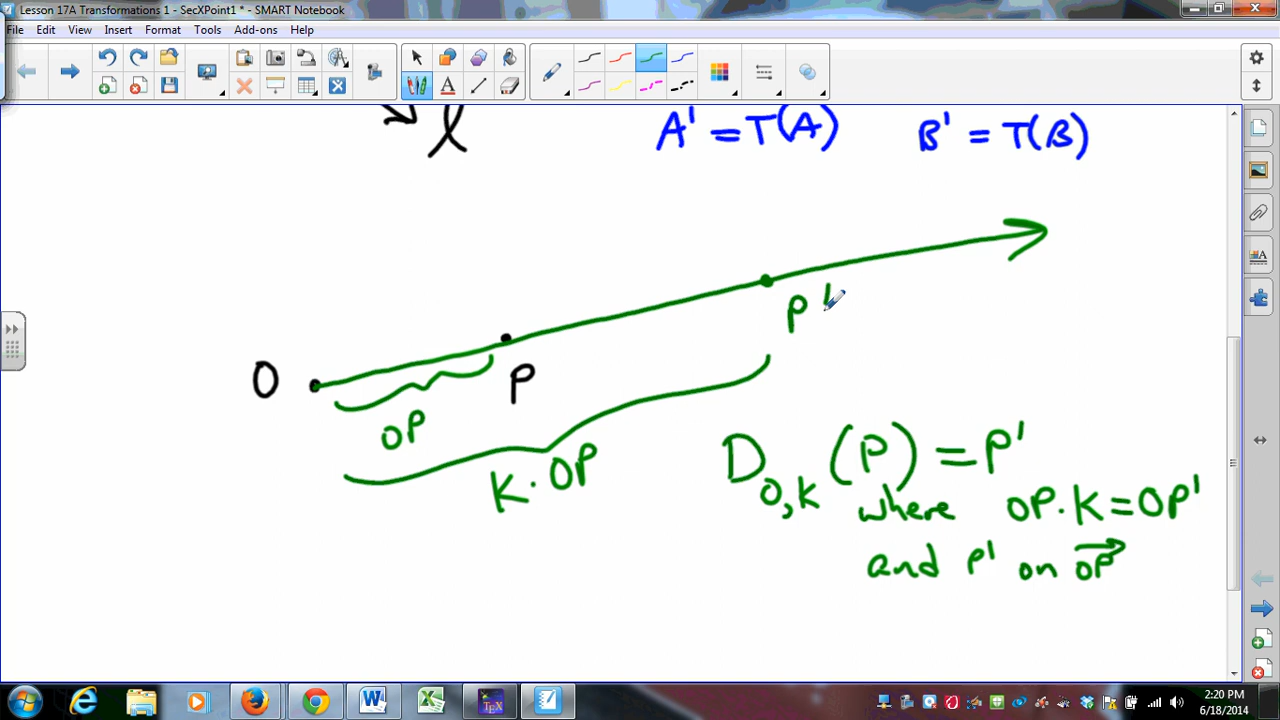 Lesson 17A Transformations 1 - SecXPoint1 * - SMART Notebook
File Edit View Insert Format Tools Add-ons Help
l
A' = T(A) B' = T(B)
O
P
P'
OP
K · OP
D O,K (P) = P'
where OP · K = OP'
and P' on OP
W X TEX
2:20 PM
6/18/2014